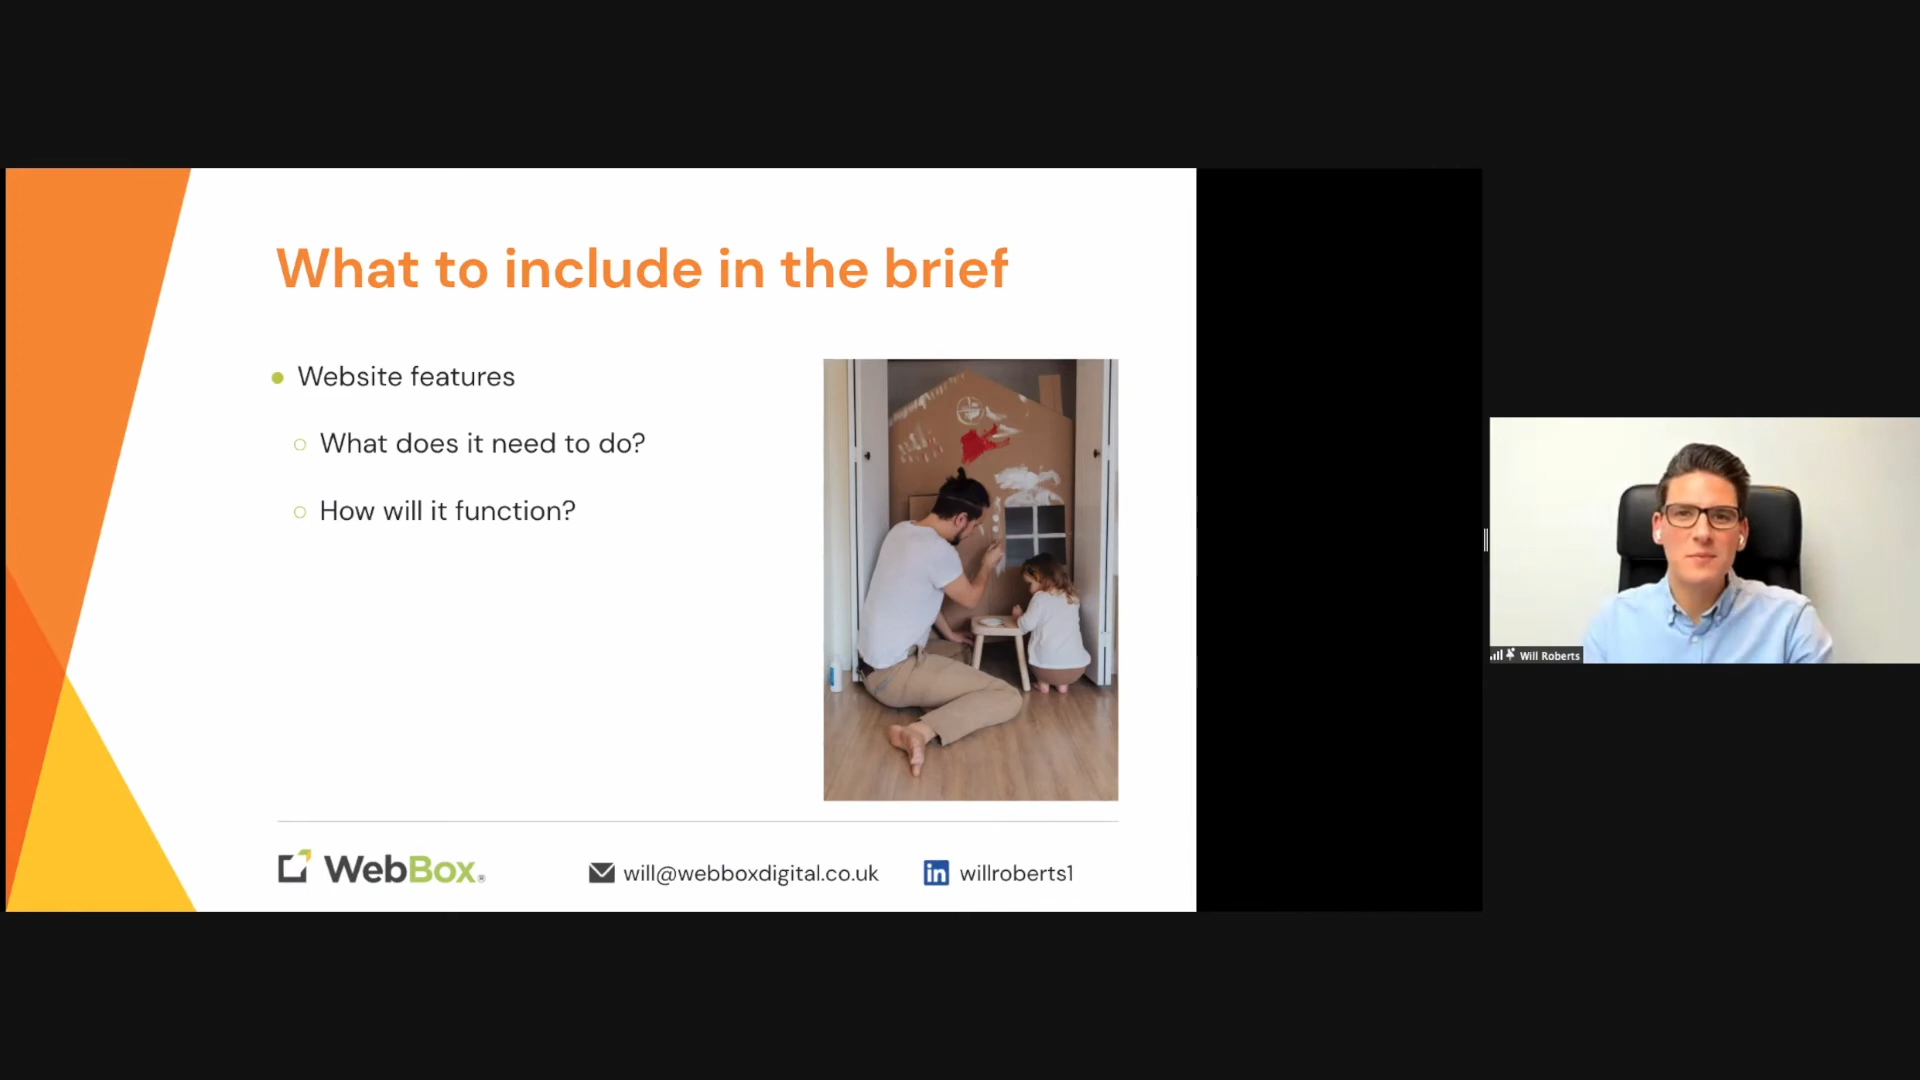 What to include in the brief
Website features
What does it need to do?
How will it function?
WebBox®
will@webboxdigital.co.uk
in willroberts1
Will Roberts